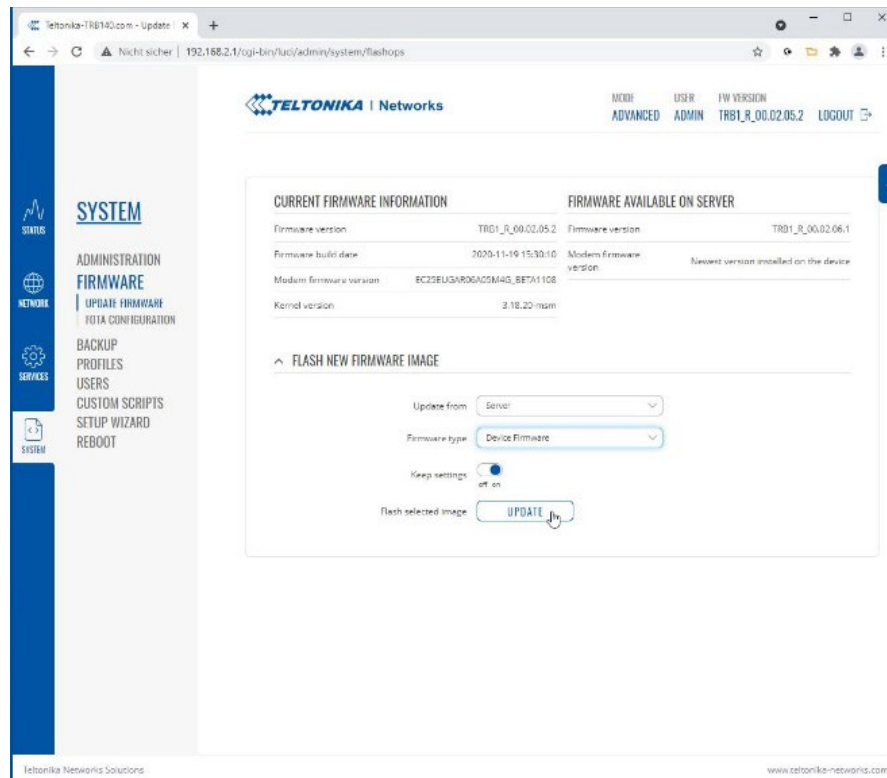 Teltonika-TRB140.com - Update
Nicht sicher | 192.168.2.1/cgi-bin/luci/admin/system/flashops
TELTONIKA | Networks
MODE USER FW VERSION
ADVANCED ADMIN TRB1_R_00.02.05.2 LOGOUT
STATUS
NETWORK
SERVICES
SYSTEM
SYSTEM
ADMINISTRATION
FIRMWARE
UPDATE FIRMWARE
FOTA CONFIGURATION
BACKUP
PROFILES
USERS
CUSTOM SCRIPTS
SETUP WIZARD
REBOOT
CURRENT FIRMWARE INFORMATION
Firmware version TRB1_R_00.02.05.2
Firmware build date 2020-11-19 15:30:10
Modem firmware version EC25EUGAR06A05M4G_BETA1108
Kernel version 3.18.20-msm
FIRMWARE AVAILABLE ON SERVER
Firmware version TRB1_R_00.02.06.1
Modem firmware version Newest version installed on the device
FLASH NEW FIRMWARE IMAGE
Update from Server
Firmware type Device Firmware
Keep settings
off on
Flash selected image UPDATE
Teltonika Networks Solutions www.teltonika-networks.com